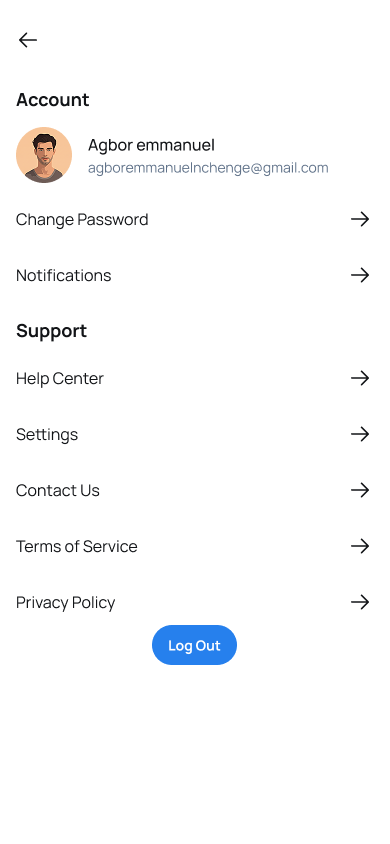 Account
Agbor emmanuel
agboremmanuelnchenge@gmail.com
Change Password
Notifications
Support
Help Center
Settings
Contact Us
Terms of Service
Privacy Policy
Log Out